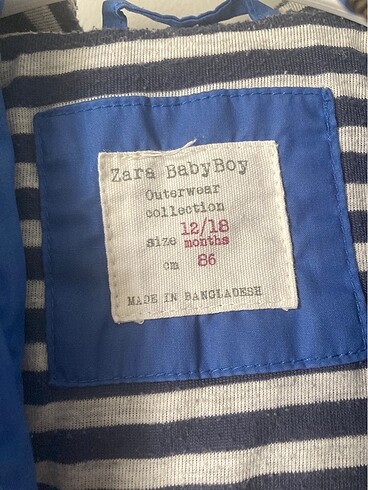 Zara BabyBoy
Outerwear
collection
size 12/18 months
cm 86
MADE IN BANGLADESH